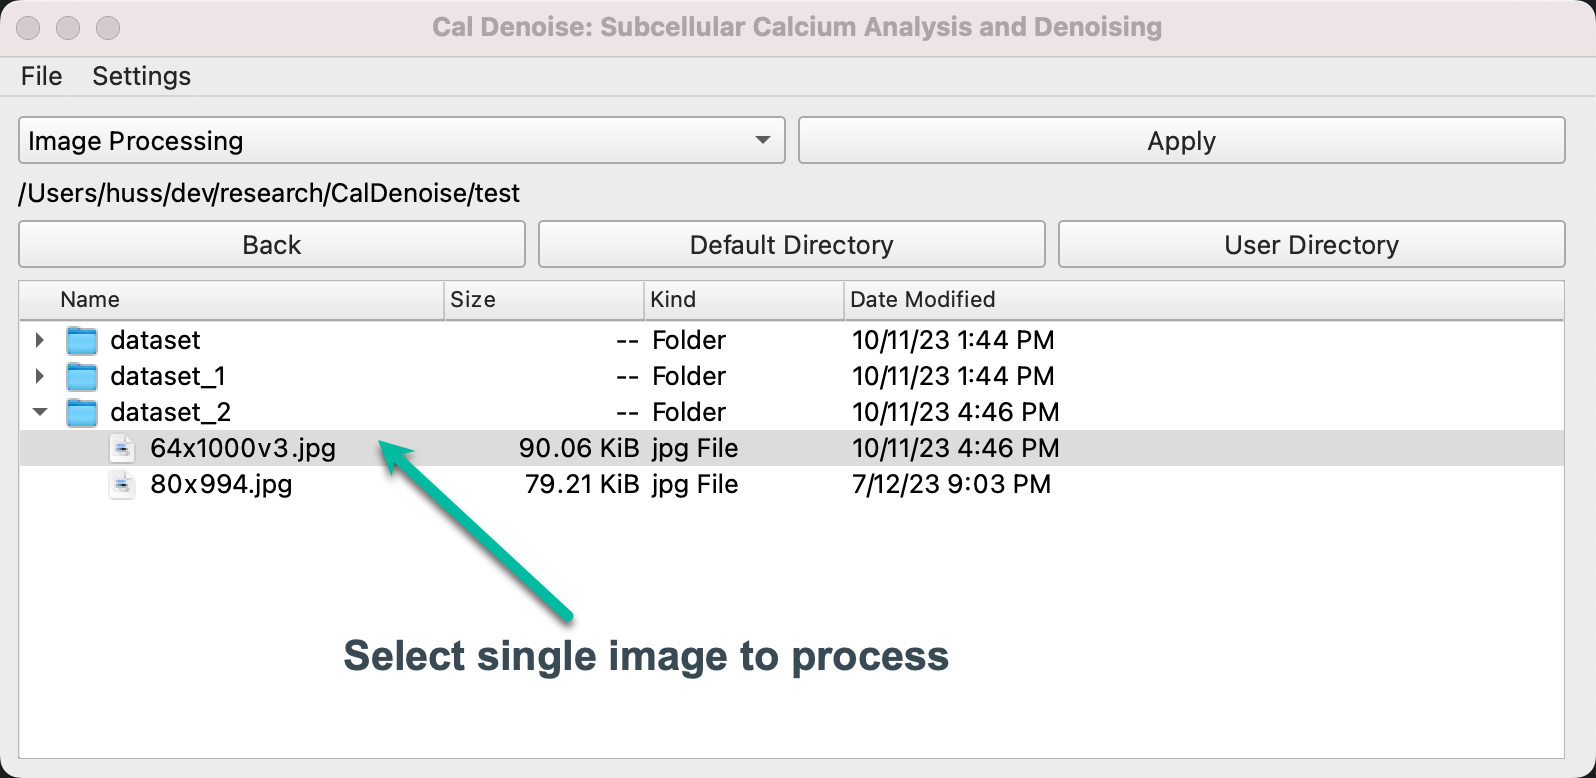 Cal Denoise: Subcellular Calcium Analysis and Denoising
File Settings
Image Processing Apply
/Users/huss/dev/research/CalDenoise/test
Back Default Directory User Directory
Name Size Kind Date Modified
dataset -- Folder 10/11/23 1:44 PM
dataset_1 -- Folder 10/11/23 1:44 PM
dataset_2 -- Folder 10/11/23 4:46 PM
64x1000v3.jpg 90.06 KiB jpg File 10/11/23 4:46 PM
80x994.jpg 79.21 KiB jpg File 7/12/23 9:03 PM
Select single image to process